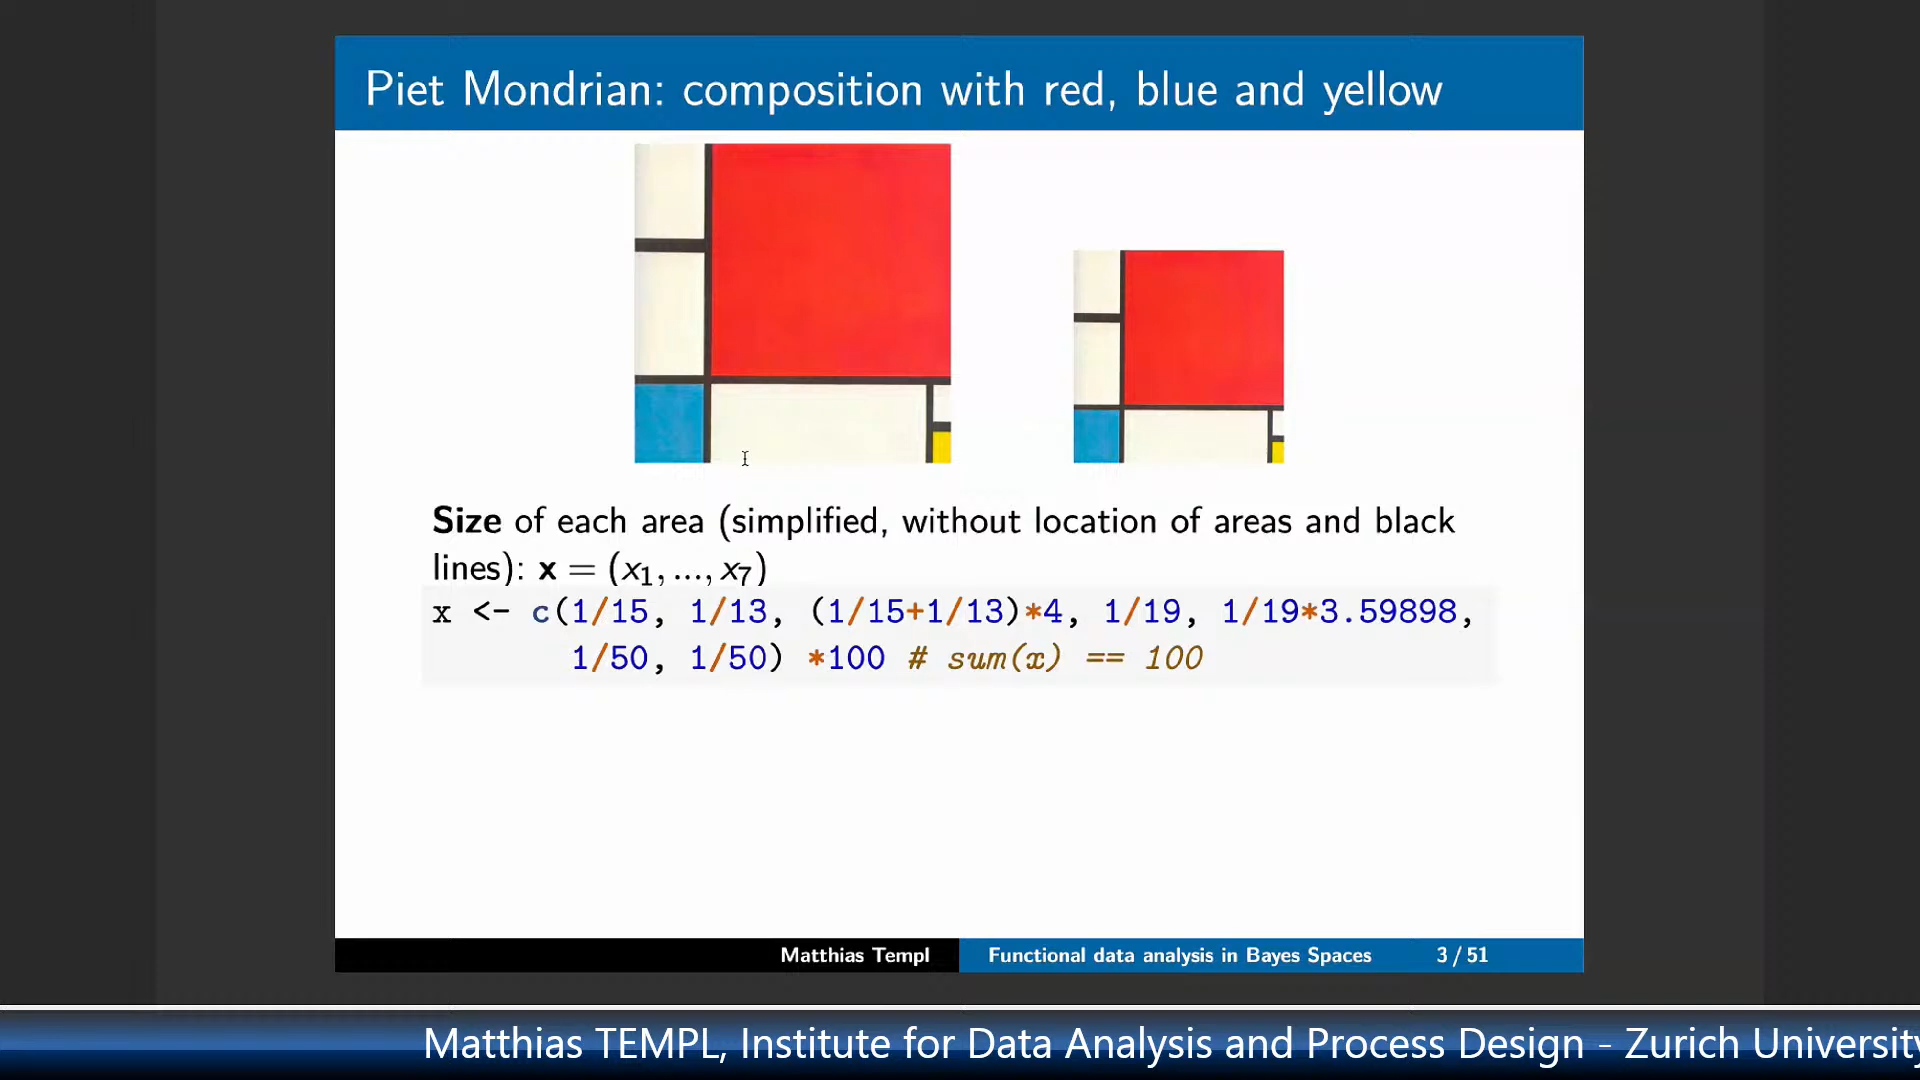 Piet Mondrian: composition with red, blue and yellow
Size of each area (simplified, without location of areas and black
lines): x = (x₁, ..., x₇)
x <- c(1/15, 1/13, (1/15+1/13)*4, 1/19, 1/19*3.59898,
1/50, 1/50) *100 # sum(x) == 100
Matthias Templ Functional data analysis in Bayes Spaces 3 / 51
Matthias TEMPL, Institute for Data Analysis and Process Design - Zurich University